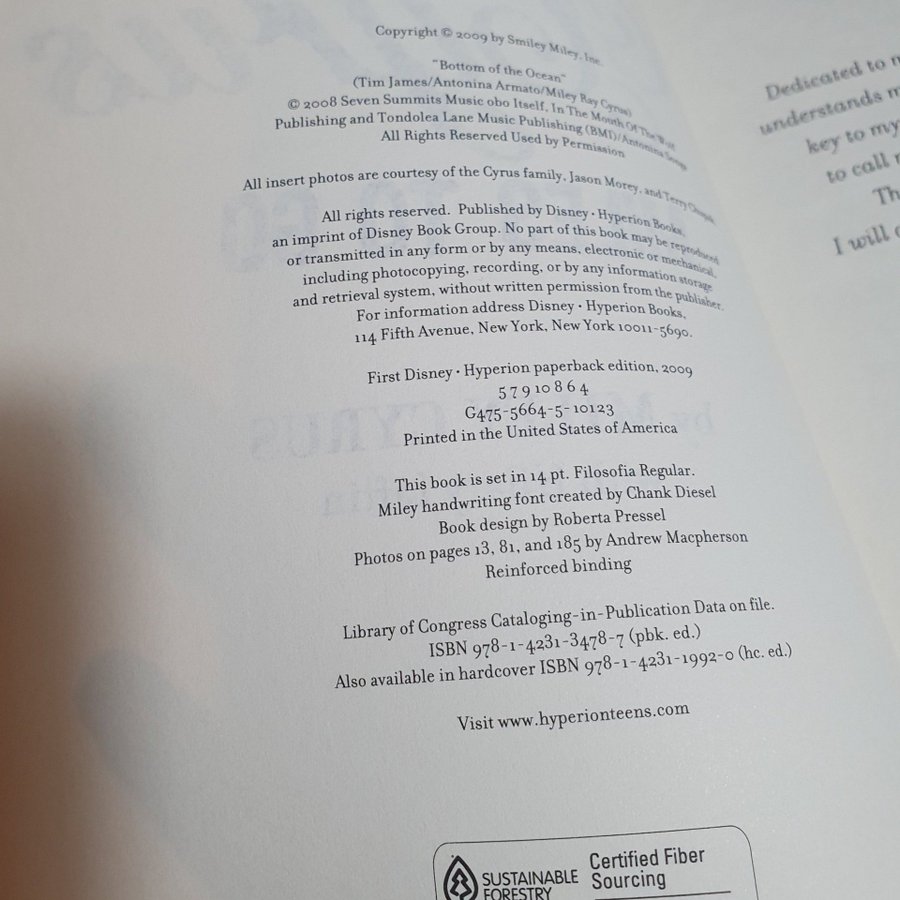 Copyright © 2009 by Smiley Miley, Inc.
"Bottom of the Ocean"
(Tim James/Antonina Armato/Miley Ray Cyrus)
© 2008 Seven Summits Music obo Itself, In The Mouth Of The Wolf
Publishing and Tondolea Lane Music Publishing (BMI)/Antonina Songs
All Rights Reserved Used by Permission
All insert photos are courtesy of the Cyrus family, Jason Morey, and Terry
All rights reserved. Published by Disney • Hyperion Books,
an imprint of Disney Book Group. No part of this book may be reproduced
or transmitted in any form or by any means, electronic or mechanical,
including photocopying, recording, or by any information storage
and retrieval system, without written permission from the publisher.
For information address Disney • Hyperion Books,
114 Fifth Avenue, New York, New York 10011-5690.
First Disney • Hyperion paperback edition, 2009
5 7 9 10 8 6 4
G475-5664-5-10123
Printed in the United States of America
This book is set in 14 pt. Filosofia Regular.
Miley handwriting font created by Chank Diesel
Book design by Roberta Pressel
Photos on pages 13, 81, and 185 by Andrew Macpherson
Reinforced binding
Library of Congress Cataloging-in-Publication Data on file.
ISBN 978-1-4231-3478-7 (pbk. ed.)
Also available in hardcover ISBN 978-1-4231-1992-0 (hc. ed.)
Visit www.hyperionteens.com
SUSTAINABLE
FORESTRY
Certified Fiber
Sourcing
Dedicated to
understands
key to my
to call
I will